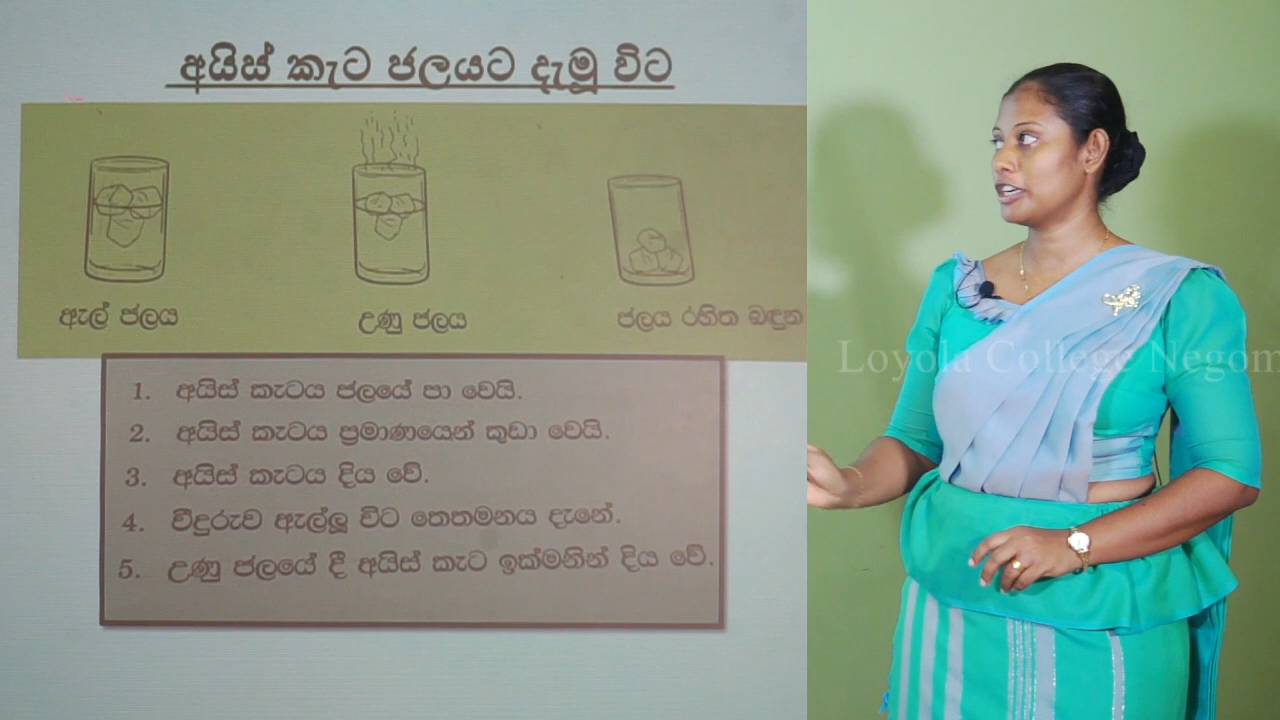 අයිස් කැට ජලයට දැමූ විට
ඇල් ජලය
උණු ජලය
ජලය රහිත බඳුන
1. අයිස් කැටය ජලයේ පා වෙයි.
2. අයිස් කැටය ප්‍රමාණයෙන් කුඩා වෙයි.
3. අයිස් කැටය දිය වේ.
4. වීදුරුව ඇල්ලූ විට තෙතමනය දැනේ.
5. උණු ජලයේ දී අයිස් කැට ඉක්මනින් දිය වේ.
Loyola College Negom